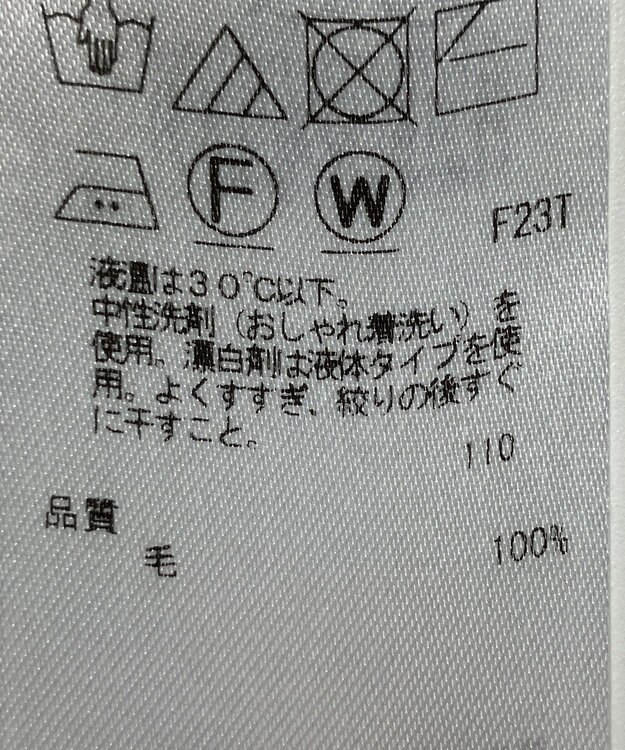 F
W
F23T
液温は30℃以下。
中性洗剤（おしゃれ着洗い）を
使用。漂白剤は液体タイプを使
用。よくすすぎ、絞りの後すぐ
に干すこと。
110
品質
毛 100%